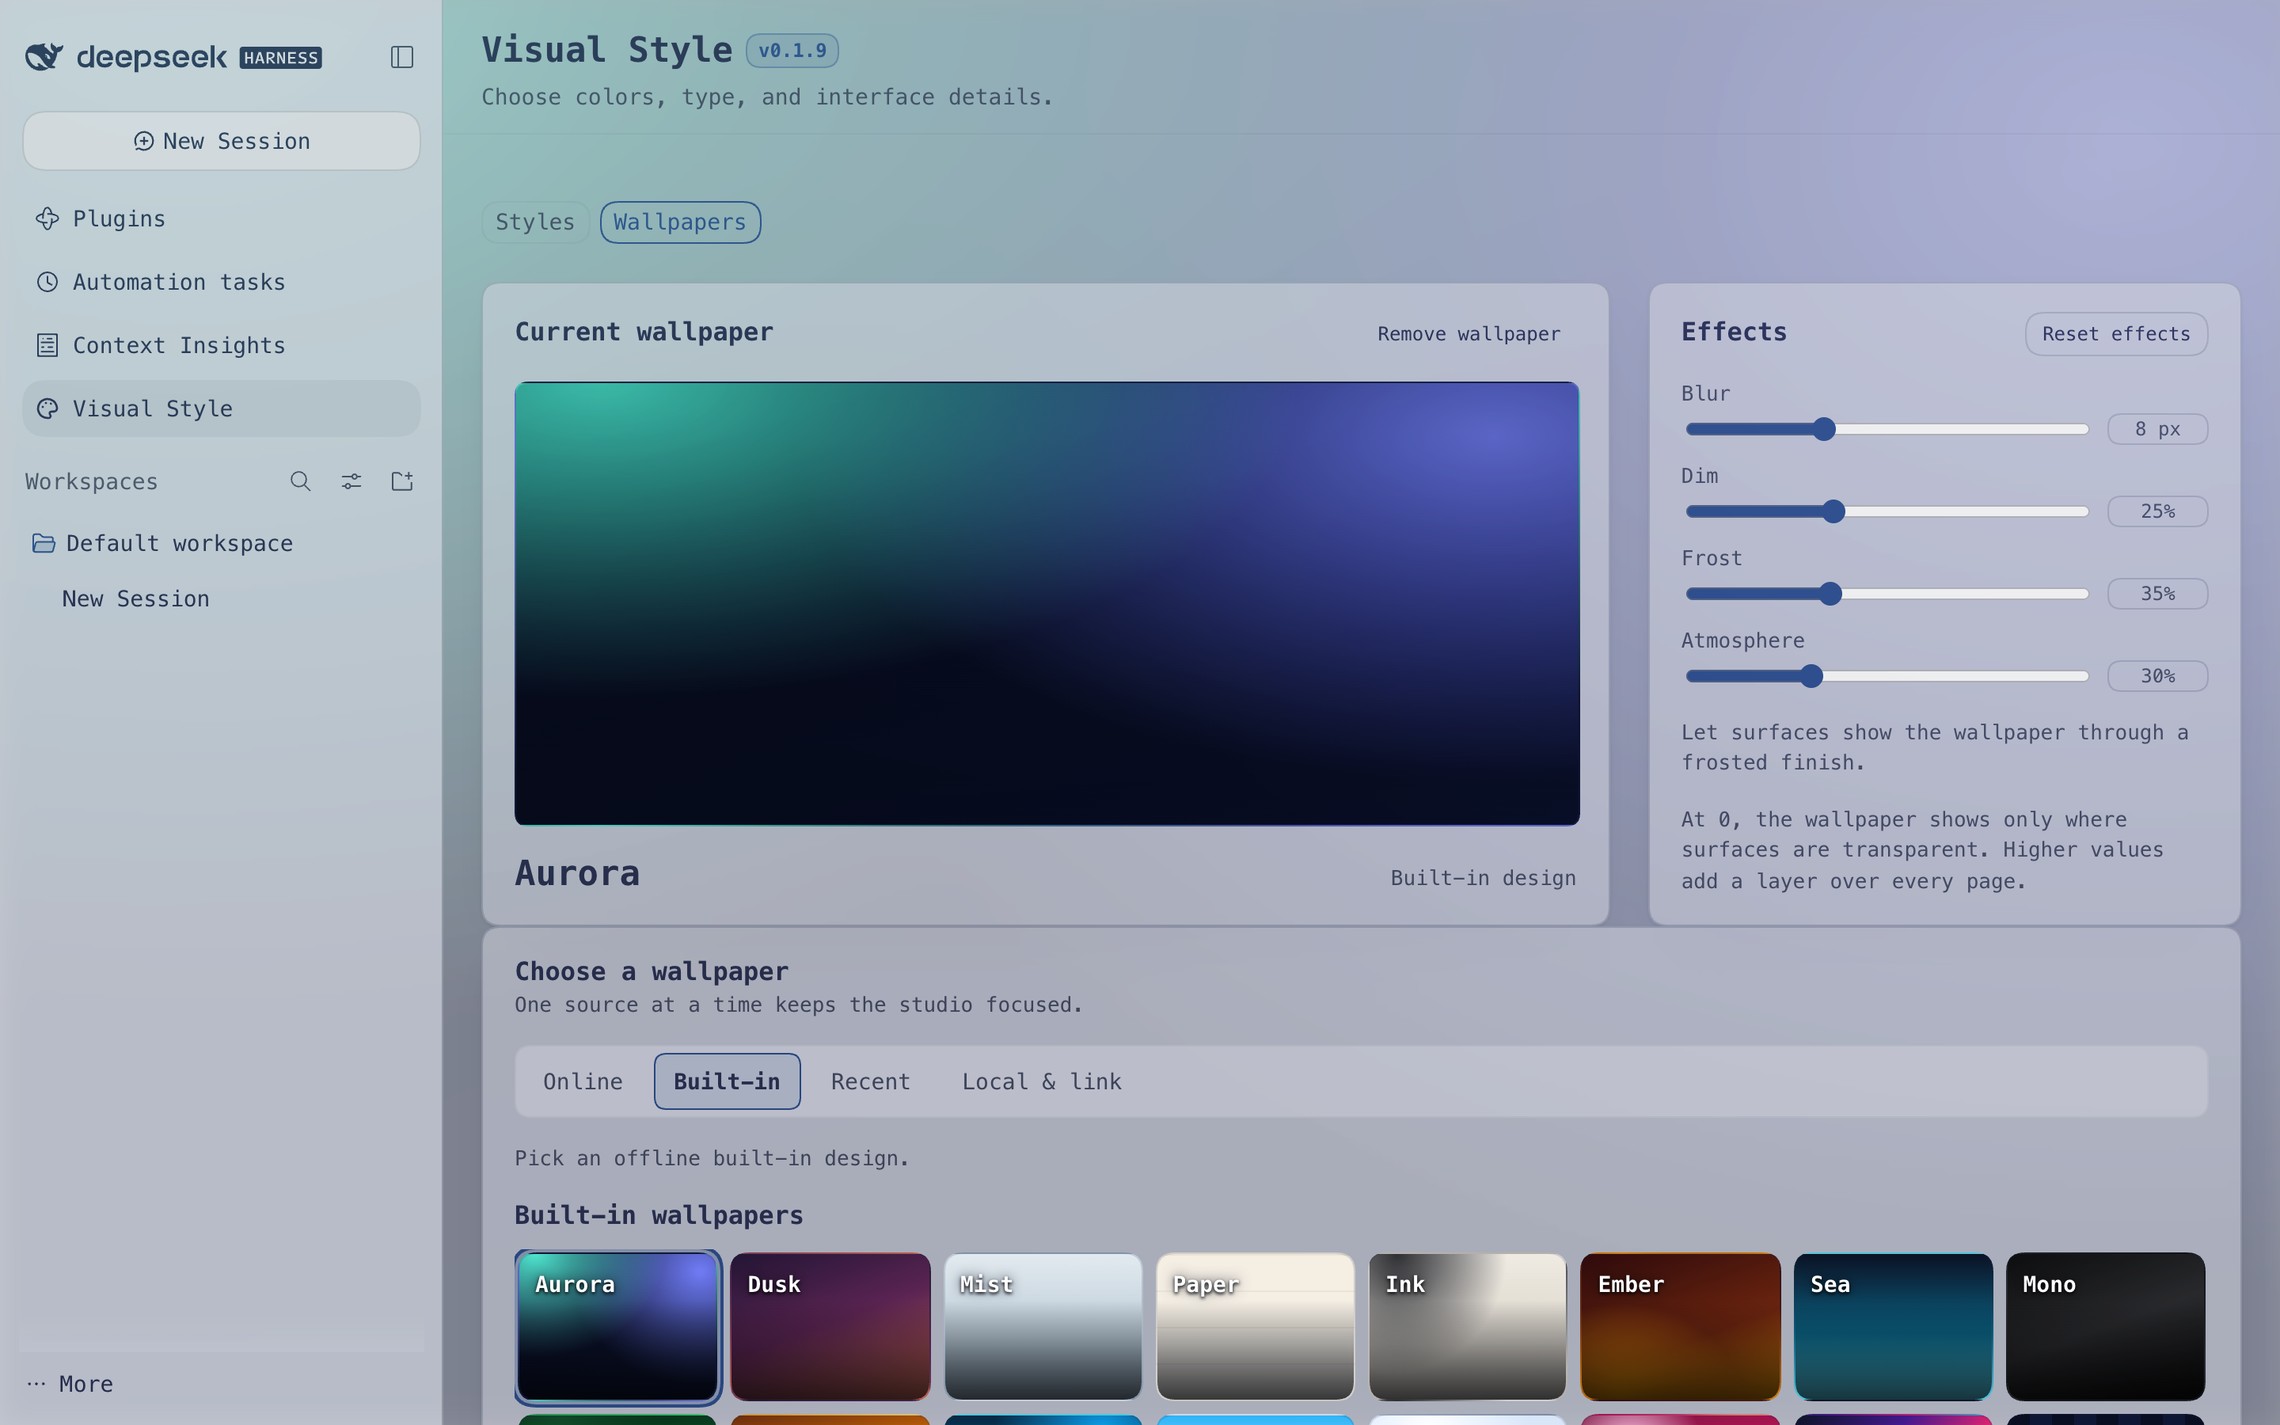 deepseek HARNESS
New Session
Plugins
Automation tasks
Context Insights
Visual Style
Workspaces
Default workspace
New Session
More
Visual Style v0.1.9
Choose colors, type, and interface details.
Styles Wallpapers
Current wallpaper Remove wallpaper
Aurora Built-in design
Effects Reset effects
Blur
8 px
Dim
25%
Frost
35%
Atmosphere
30%
Let surfaces show the wallpaper through a
frosted finish.
At 0, the wallpaper shows only where
surfaces are transparent. Higher values
add a layer over every page.
Choose a wallpaper
One source at a time keeps the studio focused.
Online Built-in Recent Local & link
Pick an offline built-in design.
Built-in wallpapers
Aurora Dusk Mist Paper Ink Ember Sea Mono